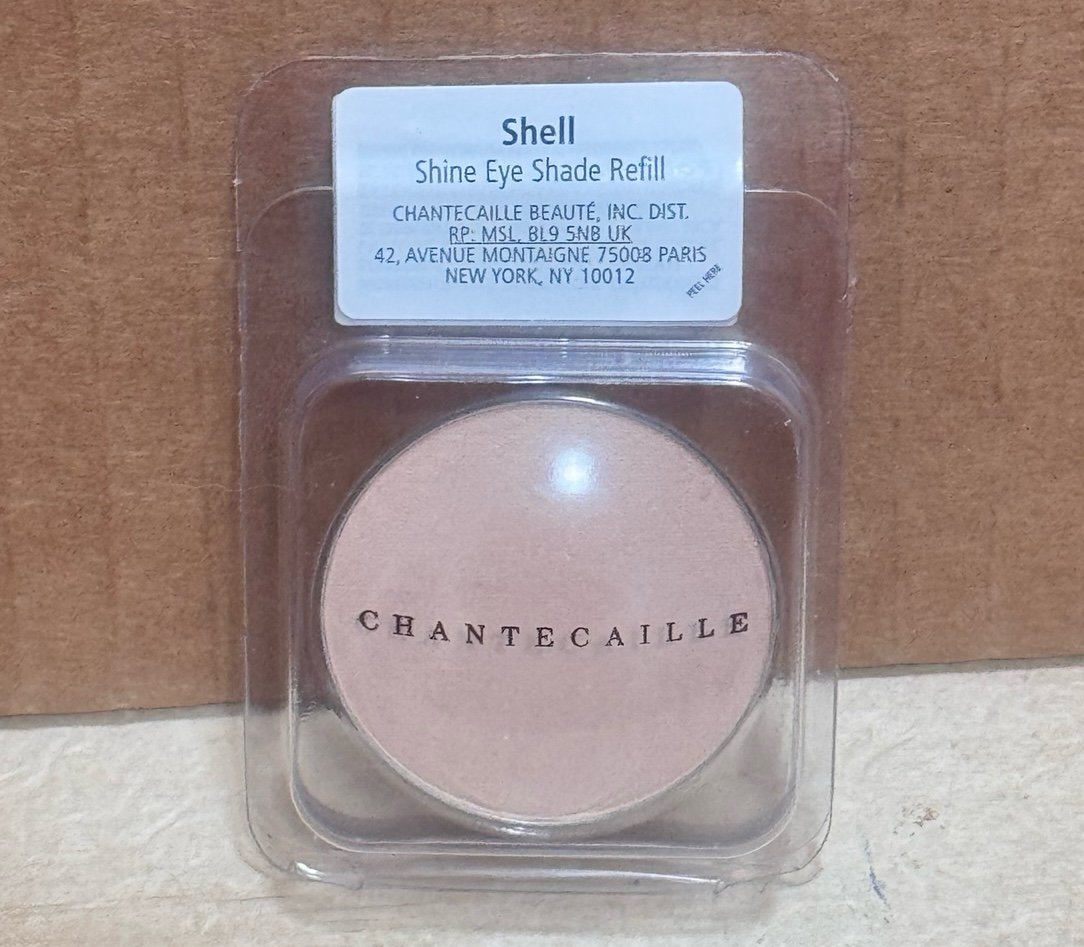 Shell
Shine Eye Shade Refill
CHANTECAILLE BEAUTÉ, INC. DIST.
RP: MSL, BL9 5NB UK
42, AVENUE MONTAIGNE 75008 PARIS
NEW YORK, NY 10012
PEEL HERE
CHANTECAILLE